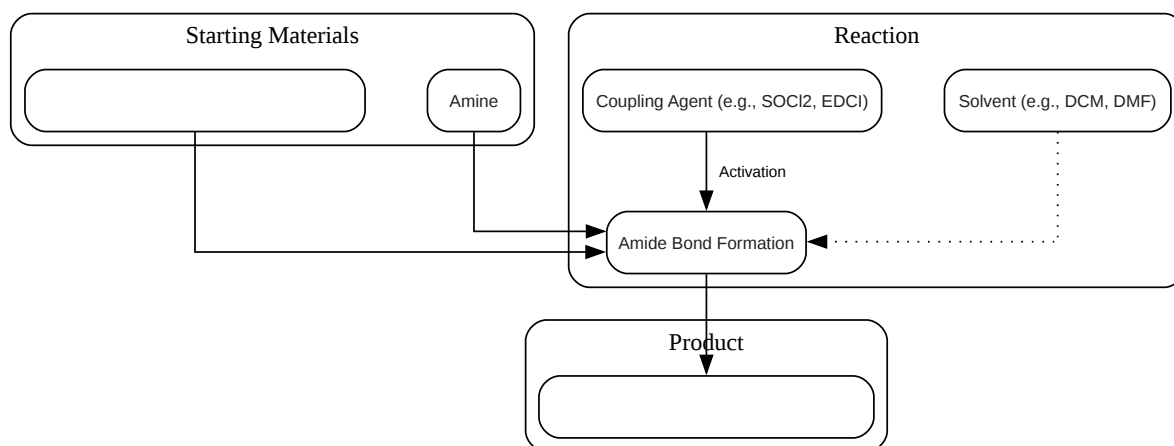 Starting Materials
Reaction
Amine
Coupling Agent (e.g., SOCl2, EDCI)
Solvent (e.g., DCM, DMF)
Activation
Amide Bond Formation
Product